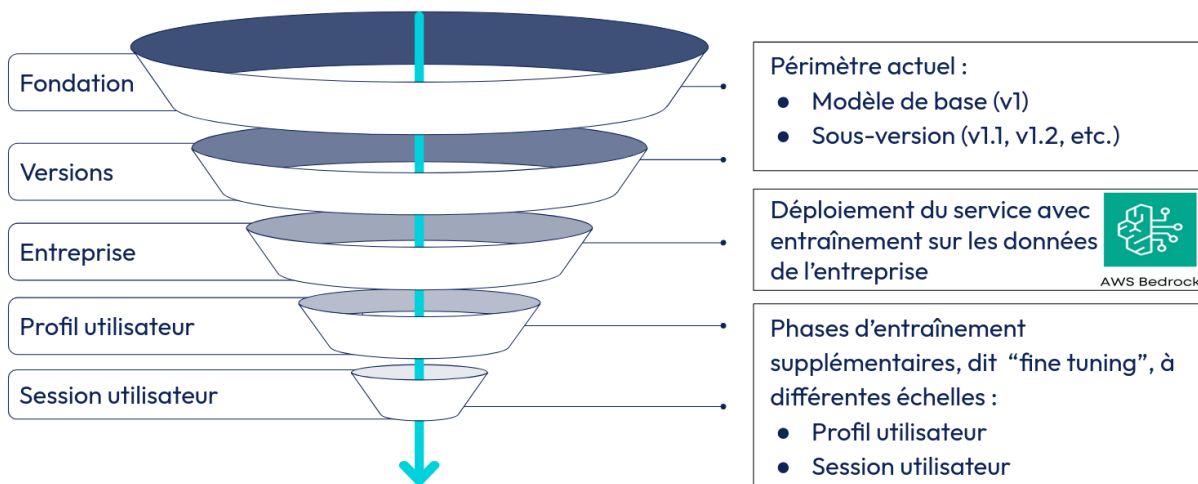 Fondation
Versions
Entreprise
Profil utilisateur
Session utilisateur
Périmètre actuel :
● Modèle de base (v1)
● Sous-version (v1.1, v1.2, etc.)
Déploiement du service avec
entraînement sur les données
de l’entreprise
AWS Bedrock
Phases d’entraînement
supplémentaires, dit “fine tuning”, à
différentes échelles :
● Profil utilisateur
● Session utilisateur